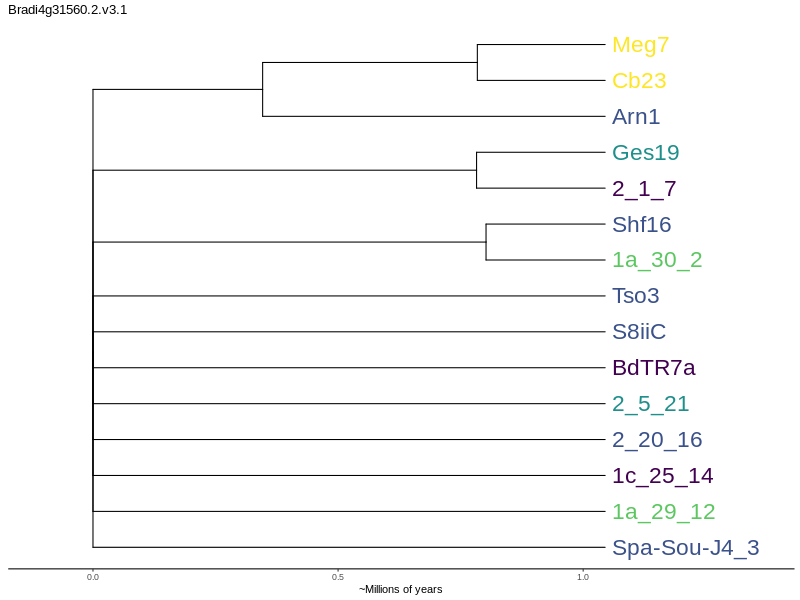 Bradi4g31560.2.v3.1
Meg7
Cb23
Arn1
Ges19
2_1_7
Shf16
1a_30_2
Tso3
S8iiC
BdTR7a
2_5_21
2_20_16
1c_25_14
1a_29_12
Spa-Sou-J4_3
0.0 0.5 1.0
~Millions of years